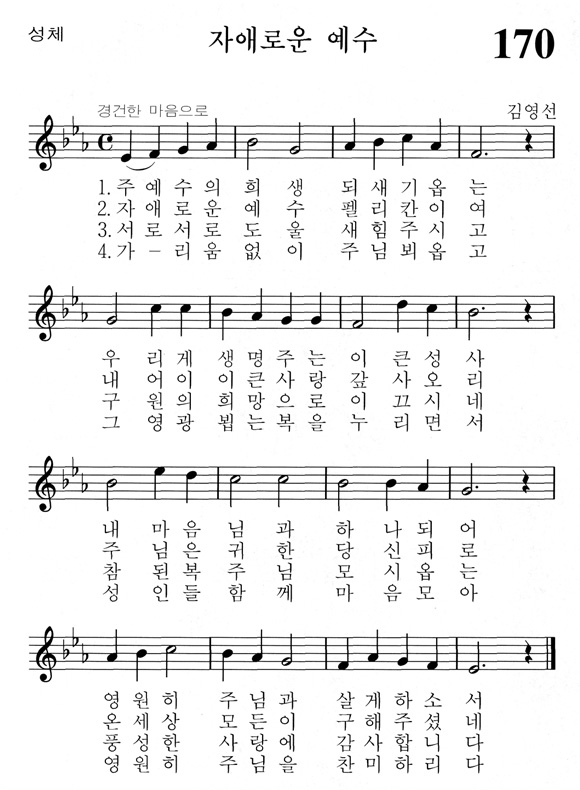 성체
자애로운 예수
170
경건한 마음으로
김영선
1. 주 예 수 의 희 생 되 새 기 옵 는
2. 자 애 로 운 예 수 펠 리 칸 이 여
3. 서 로 서 로 도 울 새 힘 주 시 고
4. 가 - 리 움 없 이 주 님 뵈 옵 고
우 리 게 생 명 주 는 이 큰 성 사
내 어 이 이 큰 사 랑 갚 사 오 리
구 원 의 희 망 으 로 이 끄 시 네
그 영 광 뵙 는 복 을 누 리 면 서
내 마 음 님 과 하 나 되 어
주 님 은 귀 한 당 신 피 로
참 된 복 주 님 모 시 옵 는
성 인 들 함 께 마 음 모 아
영 원 히 주 님 과 살 게 하 소 서
온 세 상 모 든 이 구 해 주 셨 네
풍 성 한 사 랑 에 감 사 합 니 다
영 원 히 주 님 을 찬 미 하 리 다